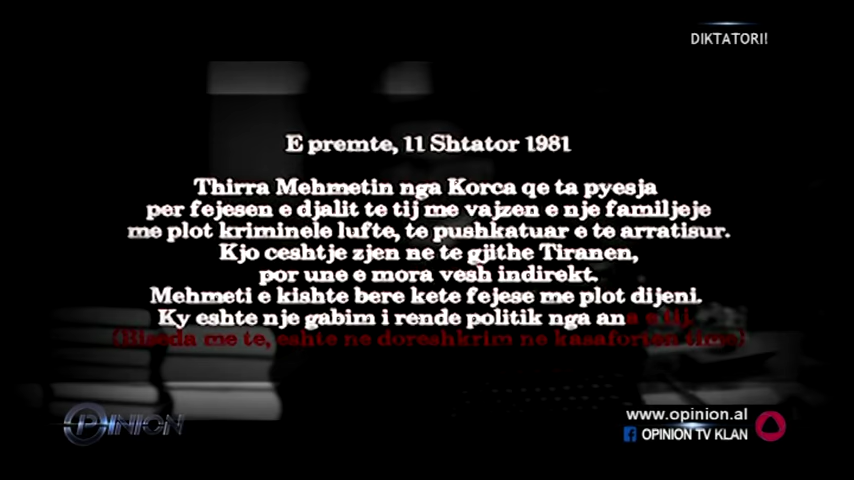 DIKTATORI!
E premte, 11 Shtator 1981
Thirra Mehmetin nga Korca qe ta pyesja
per fejesen e djalit te tij me vajzen e nje familjeje
me plot kriminele lufte, te pushkatuar e te arratisur.
Kjo ceshtje zjen ne te gjithe Tiranen,
por une e mora vesh indirekt.
Mehmeti e kishte bere kete fejese me plot dijeni.
Ky eshte nje gabim i rende politik nga ana e tij
(Biseda me te, eshte ne doreshkrim ne kasaforten time)
OPINION
www.opinion.al
OPINION TV KLAN